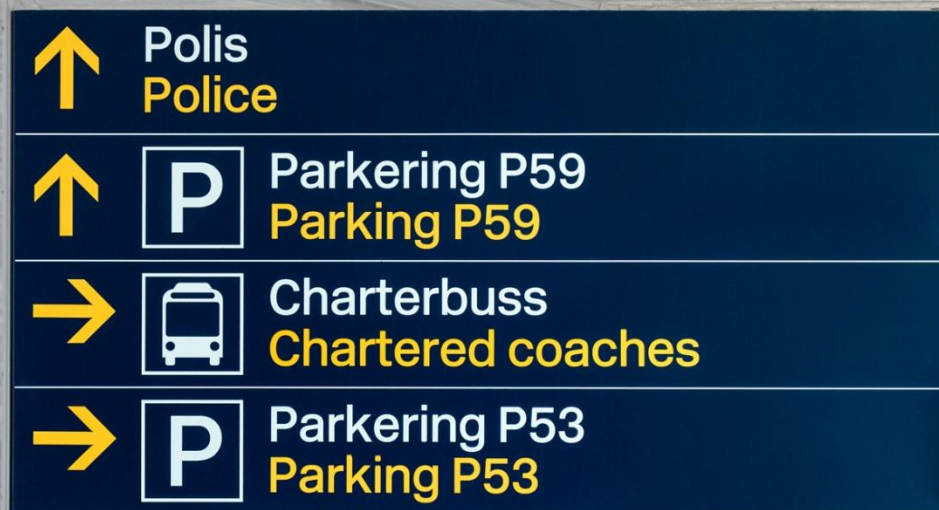 Polis
Police
P
Parkering P59
Parking P59
Charterbuss
Chartered coaches
P
Parkering P53
Parking P53